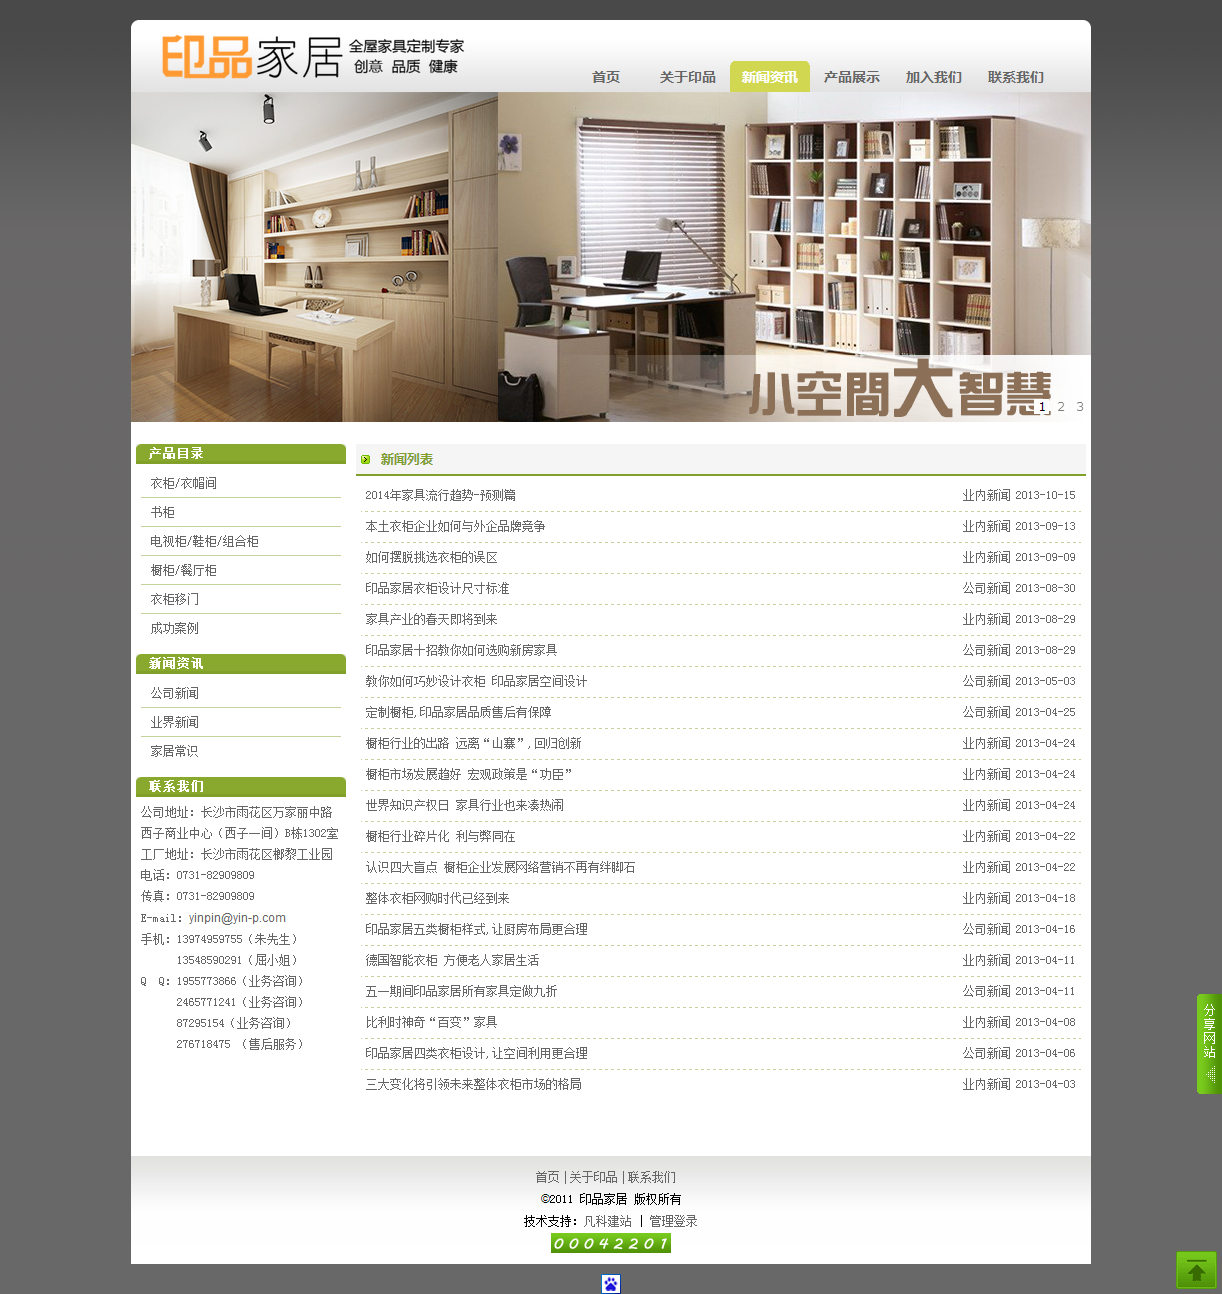 印品家居 全屋家具定制专家
创意 品质 健康
首页 关于印品 新闻资讯 产品展示 加入我们 联系我们
小空間大智慧
1 2 3
产品目录
衣柜/衣帽间
书柜
电视柜/鞋柜/组合柜
橱柜/餐厅柜
衣柜移门
成功案例
新闻资讯
公司新闻
业界新闻
家居常识
联系我们
公司地址：长沙市雨花区万家丽中路
西子商业中心（西子一间）B栋1302室
工厂地址：长沙市雨花区榔黎工业园
电话：0731-82909809
传真：0731-82909809
E-mail：yinpin@yin-p.com
手机：13974959755（朱先生）
13548590291（屈小姐）
Q Q：1955773866（业务咨询）
2465771241（业务咨询）
87295154（业务咨询）
276718475 （售后服务）
新闻列表
2014年家具流行趋势-预测篇 业内新闻 2013-10-15
本土衣柜企业如何与外企品牌竞争 业内新闻 2013-09-13
如何摆脱挑选衣柜的误区 业内新闻 2013-09-09
印品家居衣柜设计尺寸标准 公司新闻 2013-08-30
家具产业的春天即将到来 业内新闻 2013-08-29
印品家居十招教你如何选购新房家具 公司新闻 2013-08-29
教你如何巧妙设计衣柜 印品家居空间设计 公司新闻 2013-05-03
定制橱柜,印品家居品质售后有保障 公司新闻 2013-04-25
橱柜行业的出路 远离“山寨”,回归创新 业内新闻 2013-04-24
橱柜市场发展趋好 宏观政策是“功臣” 业内新闻 2013-04-24
世界知识产权日 家具行业也来凑热闹 业内新闻 2013-04-24
橱柜行业碎片化 利与弊同在 业内新闻 2013-04-22
认识四大盲点 橱柜企业发展网络营销不再有绊脚石 业内新闻 2013-04-22
整体衣柜网购时代已经到来 业内新闻 2013-04-18
印品家居五类橱柜样式,让厨房布局更合理 公司新闻 2013-04-16
德国智能衣柜 方便老人家居生活 业内新闻 2013-04-11
五一期间印品家居所有家具定做九折 公司新闻 2013-04-11
比利时神奇“百变”家具 业内新闻 2013-04-08
印品家居四类衣柜设计,让空间利用更合理 公司新闻 2013-04-06
三大变化将引领未来整体衣柜市场的格局 业内新闻 2013-04-03
分享网站
首页 |关于印品 |联系我们
©2011 印品家居 版权所有
技术支持：凡科建站 | 管理登录
00042201